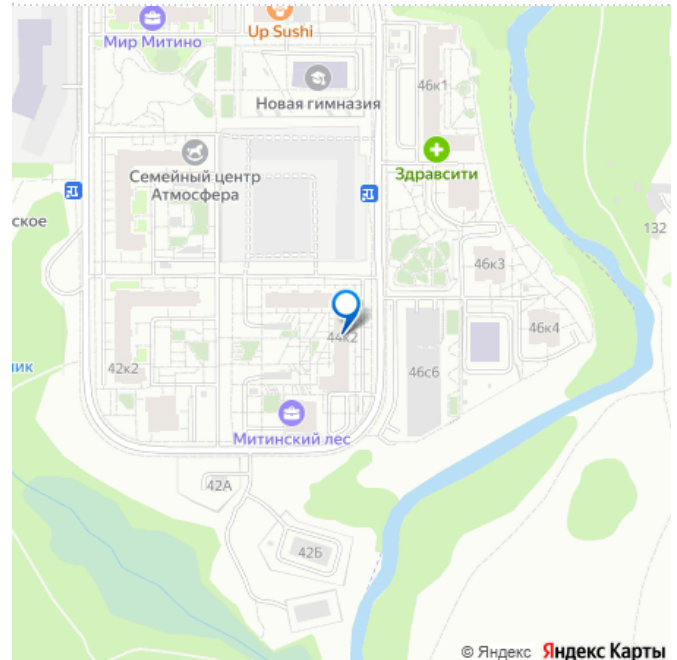 Мир Митино
Up Sushi
46к1
Новая гимназия
Здравсити
Семейный центр
Атмосфера
ское
132
46к3
44к2
46к4
42к2
46с6
ник
Митинский лес
42А
42Б
© Яндекс Яндекс Карты